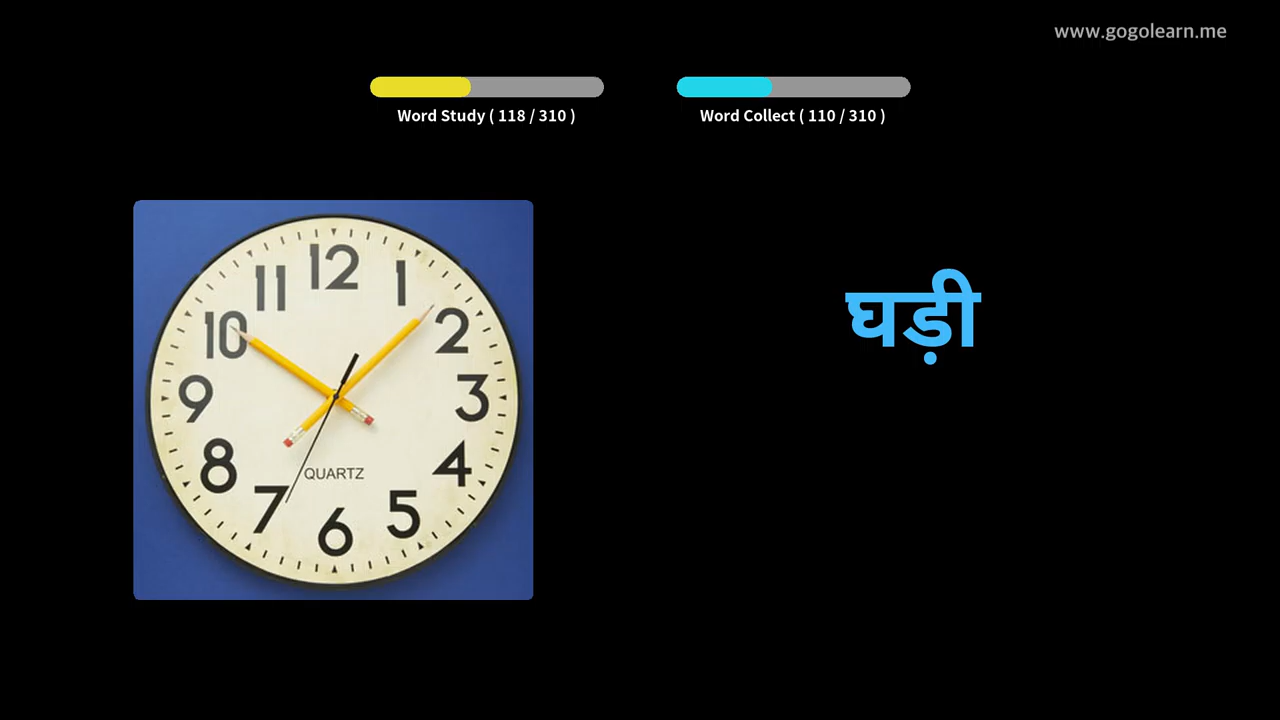 www.gogolearn.me
Word Study ( 118 / 310 )
Word Collect ( 110 / 310 )
12
1
2
3
4
5
6
7
8
9
10
11
QUARTZ
घड़ी